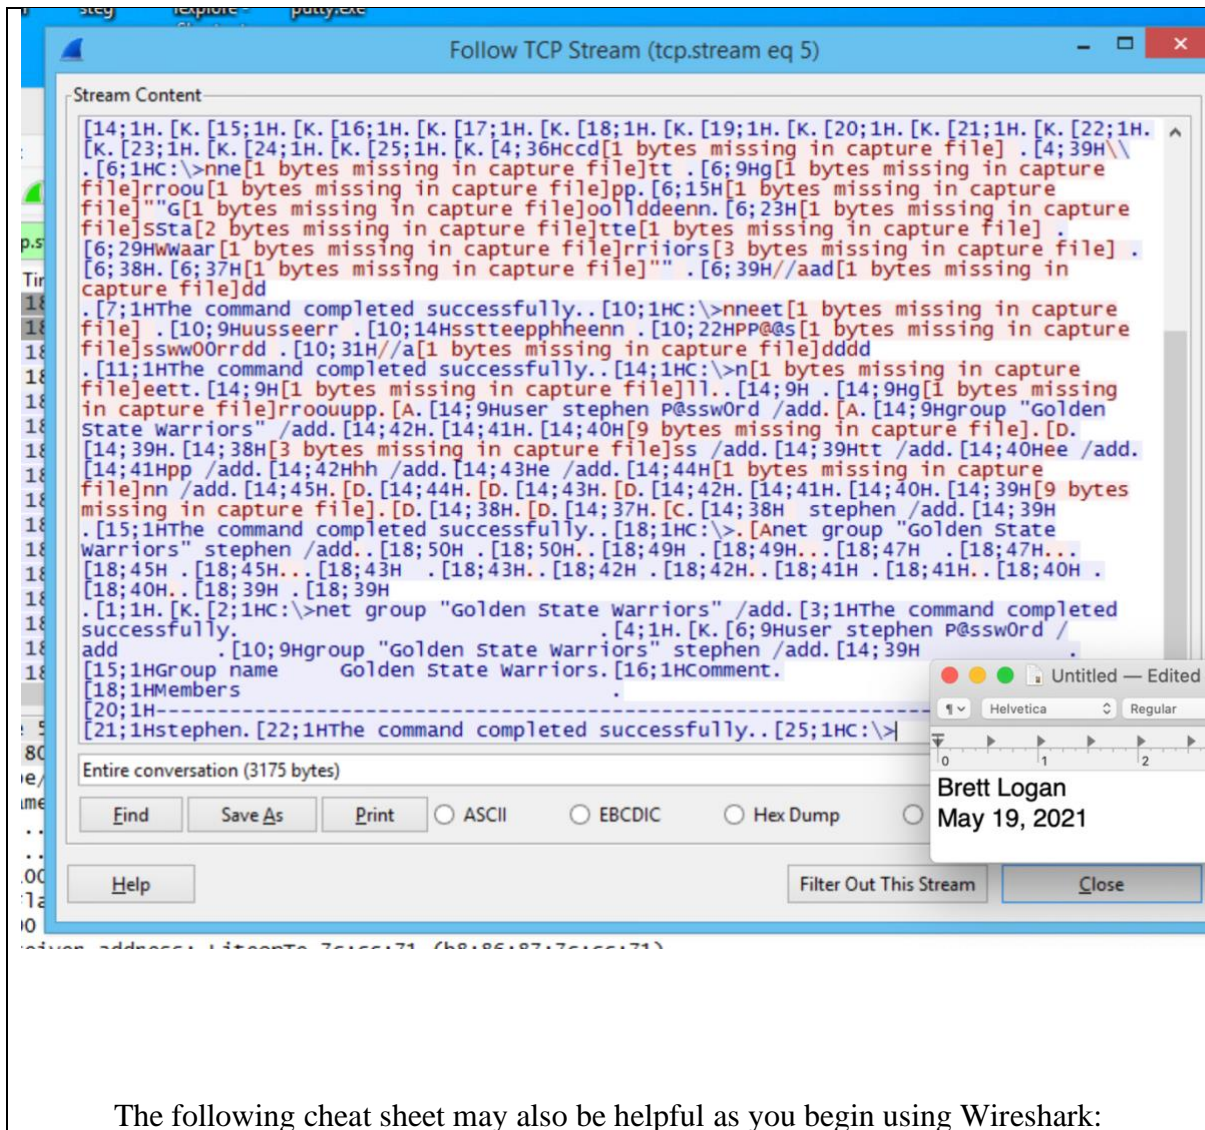 steg iexplore - putty.exe
Follow TCP Stream (tcp.stream eq 5)
Stream Content
[14;1H.[K.[15;1H.[K.[16;1H.[K.[17;1H.[K.[18;1H.[K.[19;1H.[K.[20;1H.[K.[21;1H.[K.[22;1H.
[K.[23;1H.[K.[24;1H.[K.[25;1H.[K.[4;36Hccd[1 bytes missing in capture file] .[4;39H\\
.[6;1HC:\>nne[1 bytes missing in capture file]tt .[6;9Hg[1 bytes missing in capture
file]rroou[1 bytes missing in capture file]pp.[6;15H[1 bytes missing in capture
file]""G[1 bytes missing in capture file]oollddeenn.[6;23H[1 bytes missing in capture
file]SSta[2 bytes missing in capture file]tte[1 bytes missing in capture file] .
[6;29HWWaar[1 bytes missing in capture file]rriiors[3 bytes missing in capture file] .
[6;38H.[6;37H[1 bytes missing in capture file]"" .[6;39H//aad[1 bytes missing in
capture file]dd
.[7;1HThe command completed successfully..[10;1HC:\>nneet[1 bytes missing in capture
file] .[10;9Huusseerr .[10;14Hsstteepphheenn .[10;22HPP@@s[1 bytes missing in capture
file]ssww00rrdd .[10;31H//a[1 bytes missing in capture file]dddd
.[11;1HThe command completed successfully..[14;1HC:\>n[1 bytes missing in capture
file]eett.[14;9H[1 bytes missing in capture file]ll..[14;9H .[14;9Hg[1 bytes missing
in capture file]rroouupp.[A.[14;9Huser stephen P@ssw0rd /add.[A.[14;9Hgroup "Golden
State Warriors" /add.[14;42H.[14;41H.[14;40H[9 bytes missing in capture file].[D.
[14;39H.[14;38H[3 bytes missing in capture file]ss /add.[14;39Htt /add.[14;40Hee /add.
[14;41Hpp /add.[14;42Hhh /add.[14;43He /add.[14;44H[1 bytes missing in capture
file]nn /add.[14;45H.[D.[14;44H.[D.[14;43H.[D.[14;42H.[14;41H.[14;40H.[14;39H[9 bytes
missing in capture file].[D.[14;38H.[D.[14;37H.[C.[14;38H stephen /add.[14;39H
.[15;1HThe command completed successfully..[18;1HC:\>.[Anet group "Golden State
Warriors" stephen /add..[18;50H .[18;50H..[18;49H .[18;49H...[18;47H  .[18;47H...
[18;45H .[18;45H...[18;43H  .[18;43H..[18;42H .[18;42H..[18;41H .[18;41H..[18;40H .
[18;40H..[18;39H .[18;39H
.[1;1H.[K.[2;1HC:\>net group "Golden State Warriors" /add.[3;1HThe command completed
successfully. .[4;1H.[K.[6;9Huser stephen P@ssw0rd /
add .[10;9Hgroup "Golden State Warriors" stephen /add.[14;39H .
[15;1HGroup name Golden State Warriors.[16;1HComment.
[18;1HMembers .
[20;1H-------------------------------------------------------------------
[21;1Hstephen.[22;1HThe command completed successfully..[25;1HC:\>
Untitled — Edited
Helvetica Regular
0 1 2
Brett Logan
May 19, 2021
Entire conversation (3175 bytes)
Find Save As Print ASCII EBCDIC Hex Dump
Help Filter Out This Stream Close
The following cheat sheet may also be helpful as you begin using Wireshark: